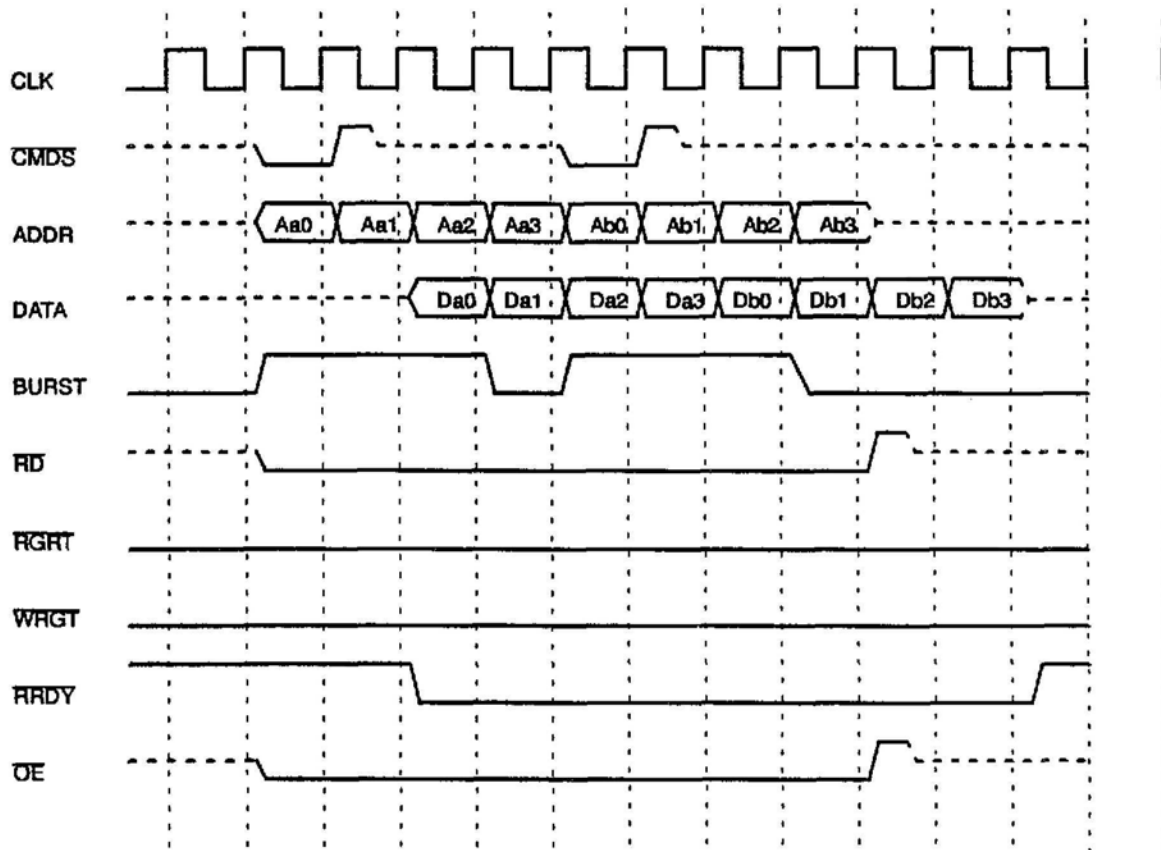 CLK
CMDS
ADDR Aa0 Aa1 Aa2 Aa3 Ab0 Ab1 Ab2 Ab3
DATA Da0 Da1 Da2 Da3 Db0 Db1 Db2 Db3
BURST
RD
RGRT
WRGT
RRDY
OE